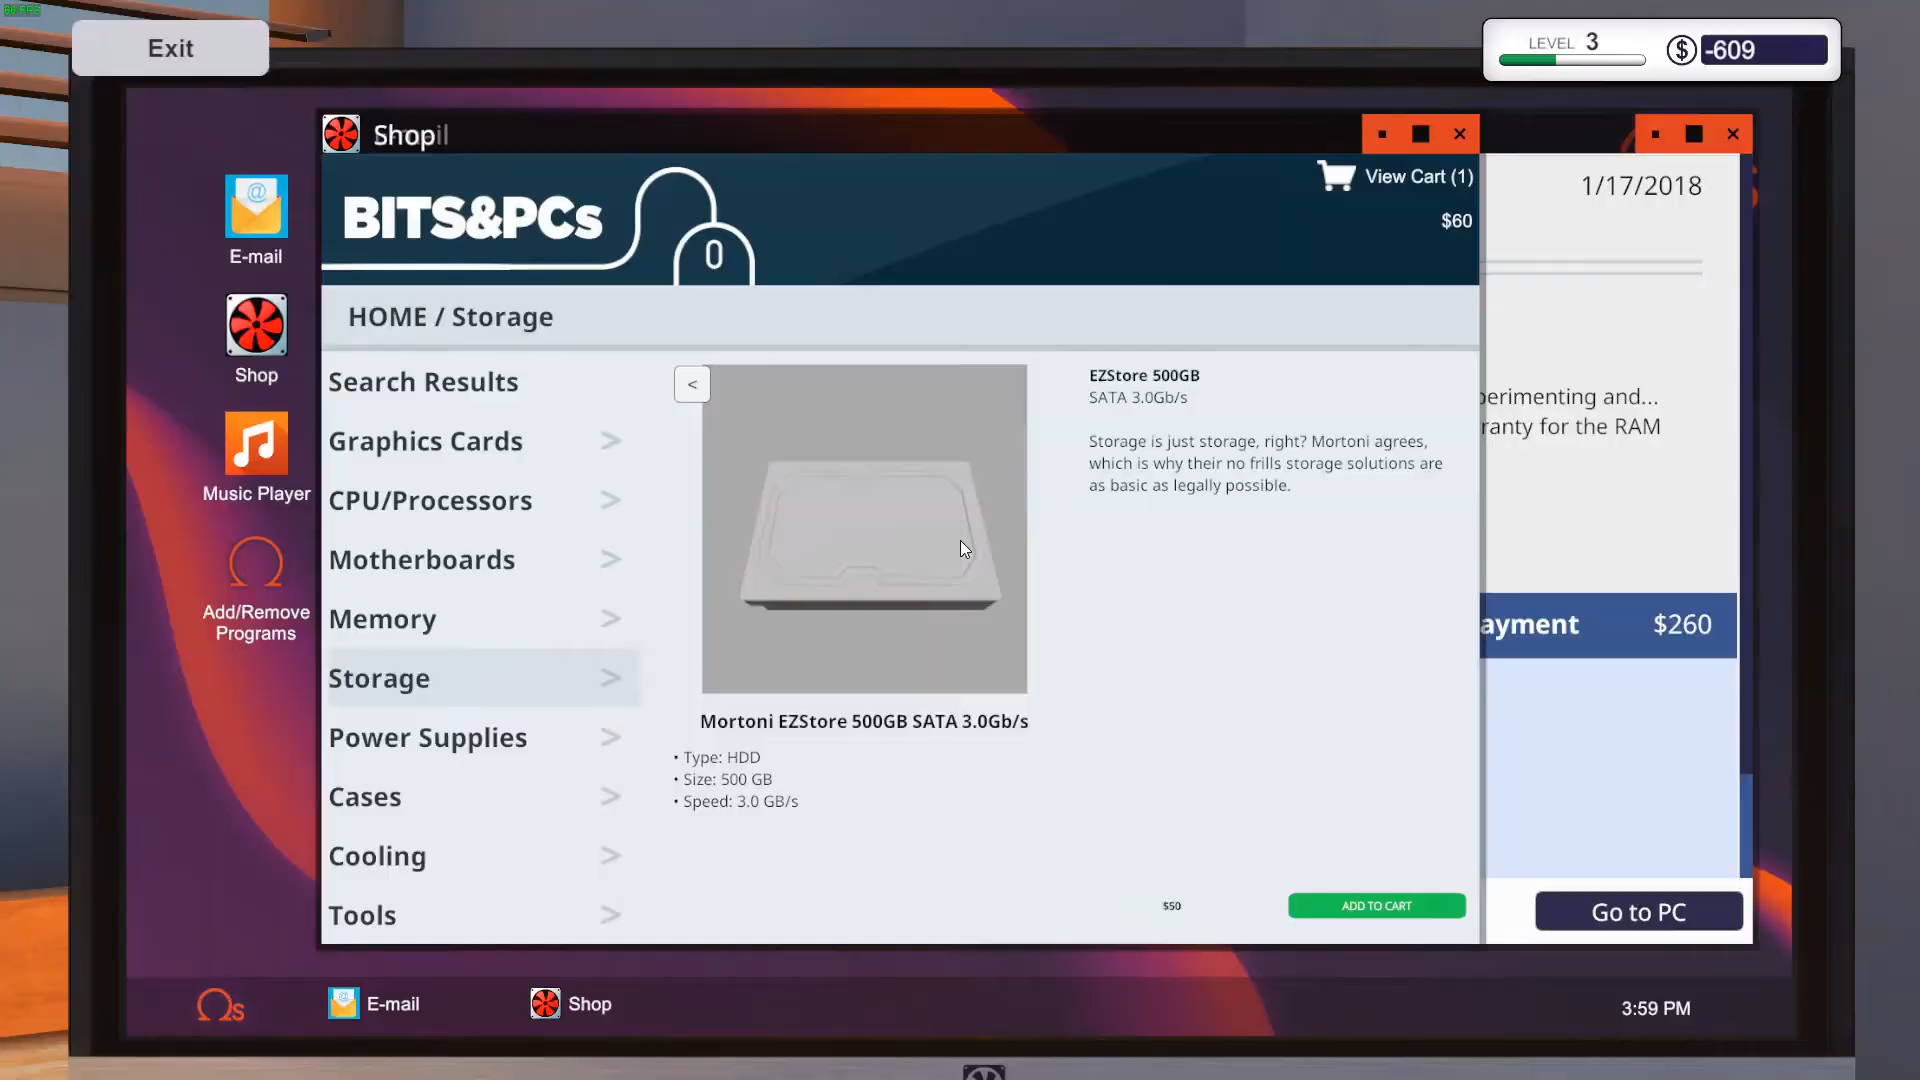 60 FPS
Exit
LEVEL 3
$ -609
Shop
View Cart (1)
$60
BITS&PCs
1/17/2018
HOME / Storage
Search Results
Graphics Cards >
CPU/Processors >
Motherboards >
Memory >
Storage >
Power Supplies >
Cases >
Cooling >
Tools >
<
EZStore 500GB
SATA 3.0Gb/s
Storage is just storage, right? Mortoni agrees,
which is why their no frills storage solutions are
as basic as legally possible.
Mortoni EZStore 500GB SATA 3.0Gb/s
• Type: HDD
• Size: 500 GB
• Speed: 3.0 GB/s
$50
ADD TO CART
perimenting and...
ranty for the RAM
ayment $260
Go to PC
E-mail
Shop
Music Player
Add/Remove
Programs
Ωs
E-mail
Shop
3:59 PM